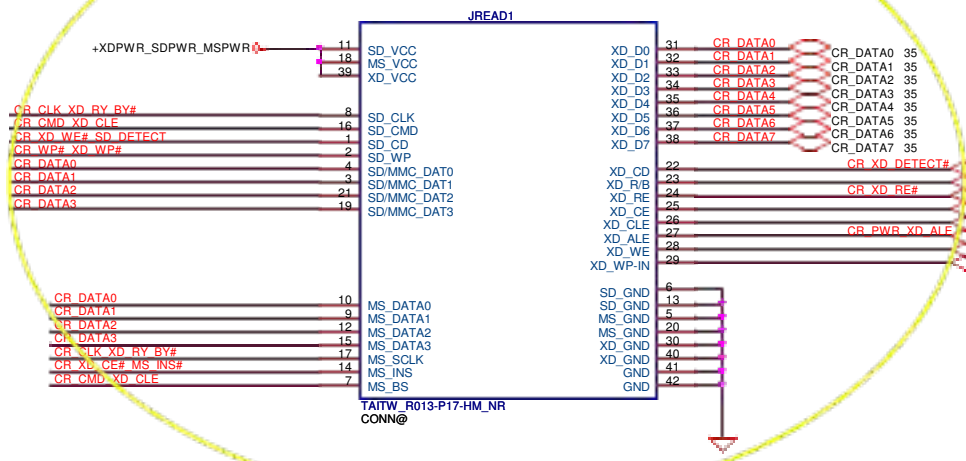 JREAD1
+XDPWR_SDPWR_MSPWR
11 SD_VCC
18 MS_VCC
39 XD_VCC
CR_CLK_XD_RY_BY# 8 SD_CLK
CR_CMD_XD_CLE 16 SD_CMD
CR_XD_WE#_SD_DETECT 1 SD_CD
CR_WP#_XD_WP# 2 SD_WP
CR_DATA0 4 SD/MMC_DAT0
CR_DATA1 3 SD/MMC_DAT1
CR_DATA2 21 SD/MMC_DAT2
CR_DATA3 19 SD/MMC_DAT3
CR_DATA0 10 MS_DATA0
CR_DATA1 9 MS_DATA1
CR_DATA2 12 MS_DATA2
CR_DATA3 15 MS_DATA3
CR_CLK_XD_RY_BY# 17 MS_SCLK
CR_XD_CE#_MS_INS# 14 MS_INS
CR_CMD_XD_CLE 7 MS_BS
XD_D0 31 CR_DATA0 CR_DATA0 35
XD_D1 32 CR_DATA1 CR_DATA1 35
XD_D2 33 CR_DATA2 CR_DATA2 35
XD_D3 34 CR_DATA3 CR_DATA3 35
XD_D4 35 CR_DATA4 CR_DATA4 35
XD_D5 36 CR_DATA5 CR_DATA5 35
XD_D6 37 CR_DATA6 CR_DATA6 35
XD_D7 38 CR_DATA7 CR_DATA7 35
XD_CD 22 CR_XD_DETECT#
XD_R/B 23
XD_RE 24 CR_XD_RE#
XD_CE 25
XD_CLE 26
XD_ALE 27 CR_PWR_XD_ALE
XD_WE 28
XD_WP-IN 29
SD_GND 6
SD_GND 13
MS_GND 5
MS_GND 20
XD_GND 30
XD_GND 40
GND 41
GND 42
TAITW_R013-P17-HM_NR
CONN@